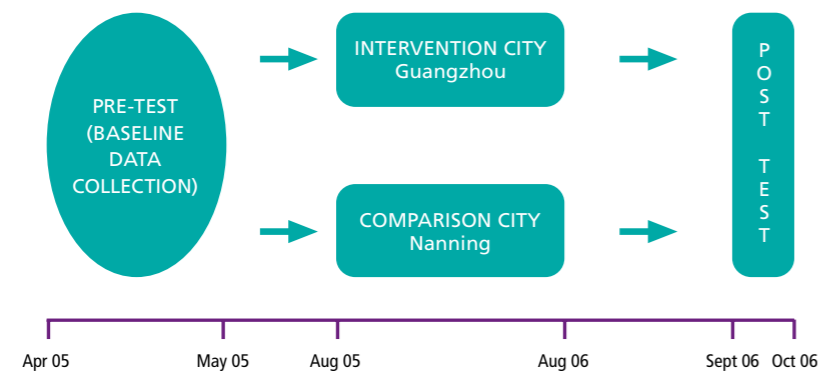 PRE-TEST
(BASELINE
DATA
COLLECTION)
INTERVENTION CITY
Guangzhou
COMPARISON CITY
Nanning
P
O
S
T
T
E
S
T
Apr 05 May 05 Aug 05 Aug 06 Sept 06 Oct 06